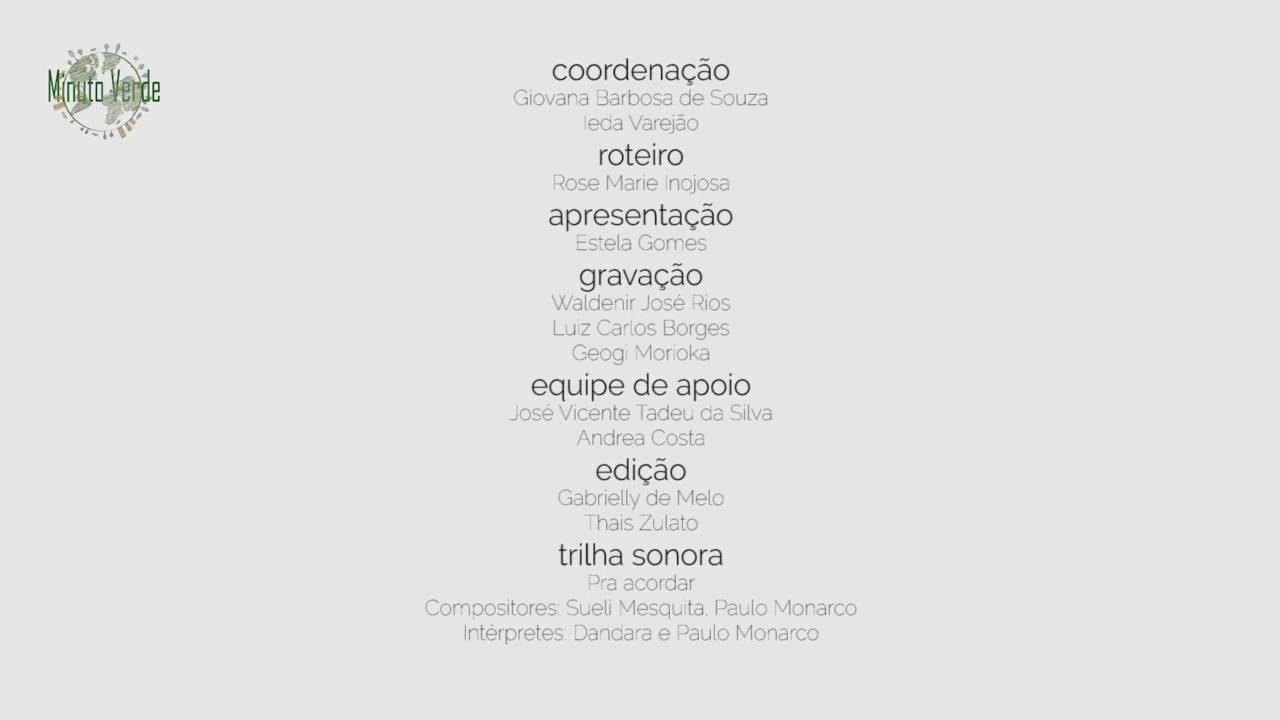 Minuto Verde
coordenação
Giovana Barbosa de Souza
Ieda Varejão
roteiro
Rose Marie Inojosa
apresentação
Estela Gomes
gravação
Waldenir José Rios
Luiz Carlos Borges
Geogi Morioka
equipe de apoio
José Vicente Tadeu da Silva
Andrea Costa
edição
Gabrielly de Melo
Thais Zulato
trilha sonora
Pra acordar
Compositores: Sueli Mesquita, Paulo Monarco
Intérpretes: Dandara e Paulo Monarco